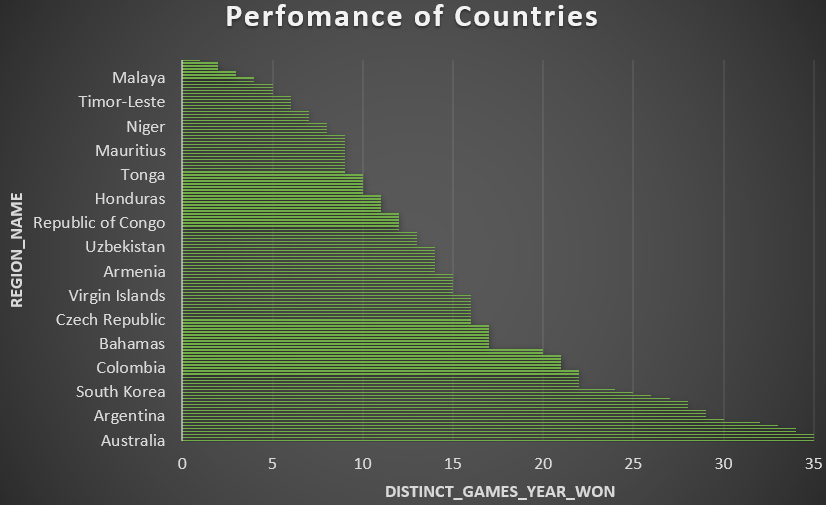 Perfomance of Countries
REGION_NAME
Malaya
Timor-Leste
Niger
Mauritius
Tonga
Honduras
Republic of Congo
Uzbekistan
Armenia
Virgin Islands
Czech Republic
Bahamas
Colombia
South Korea
Argentina
Australia
0 5 10 15 20 25 30 35
DISTINCT_GAMES_YEAR_WON